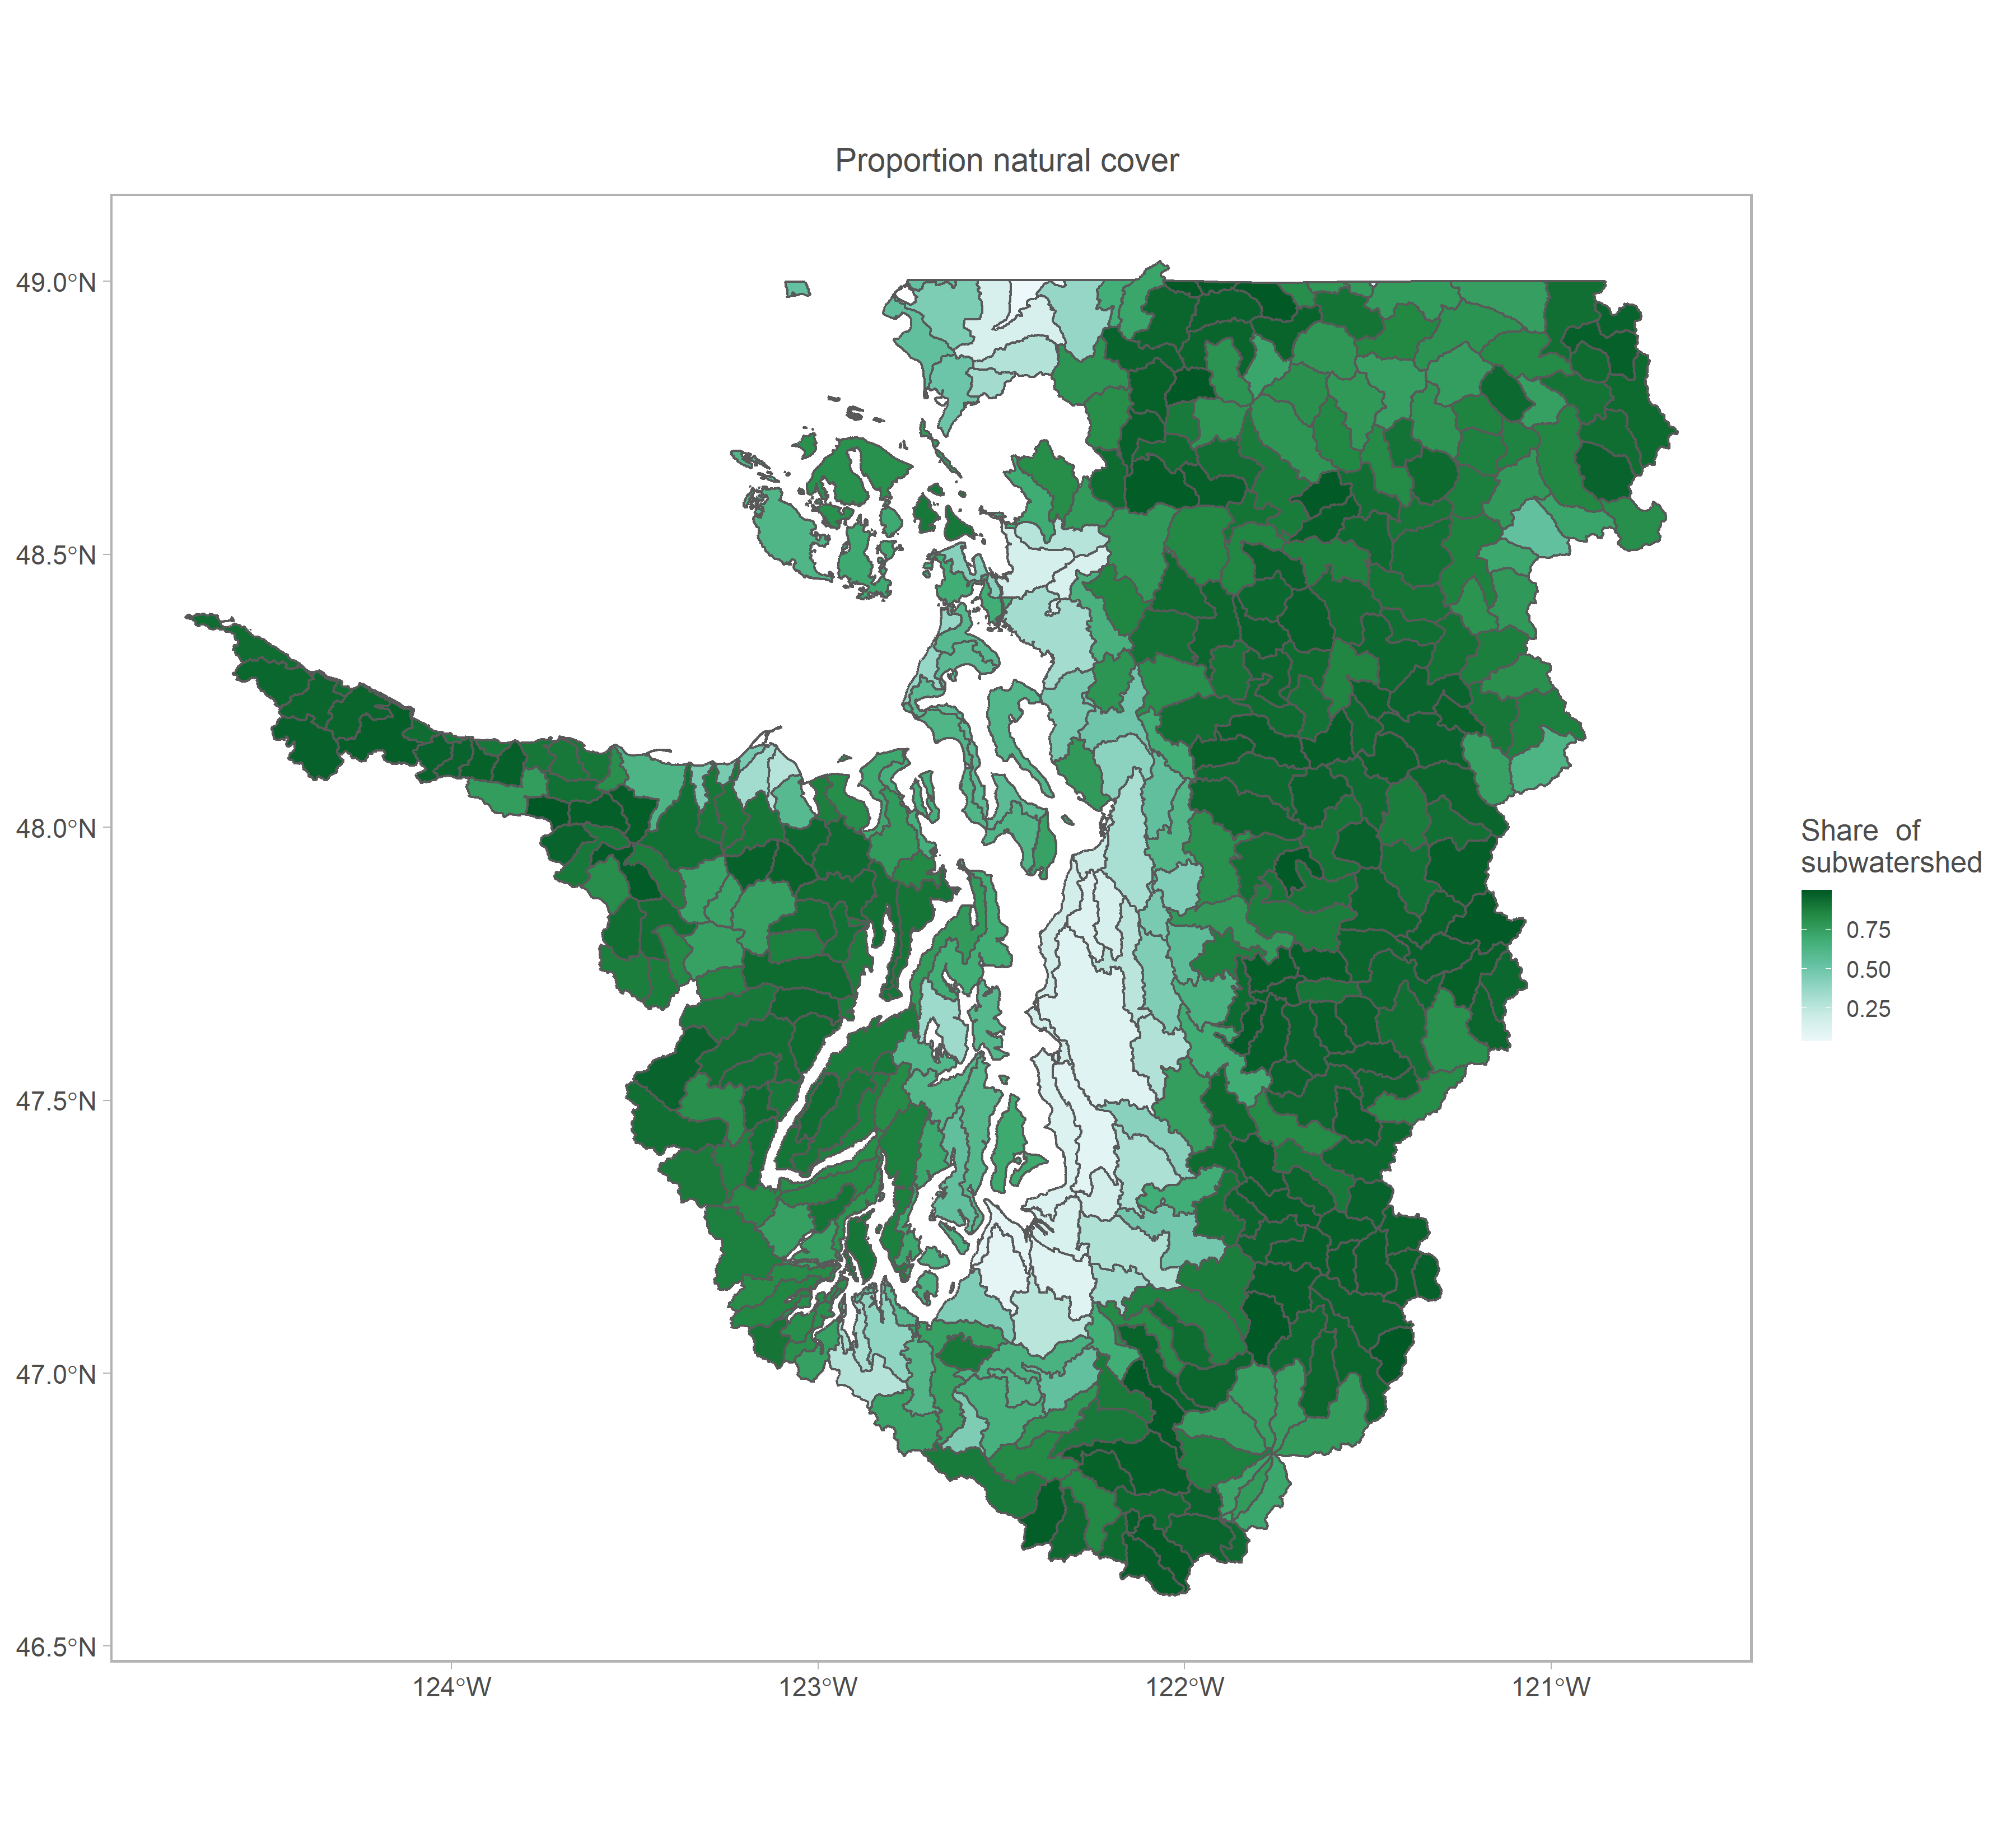 Proportion natural cover
49.0°N
48.5°N
48.0°N
47.5°N
47.0°N
46.5°N
124°W
123°W
122°W
121°W
Share  of
subwatershed
0.75
0.50
0.25